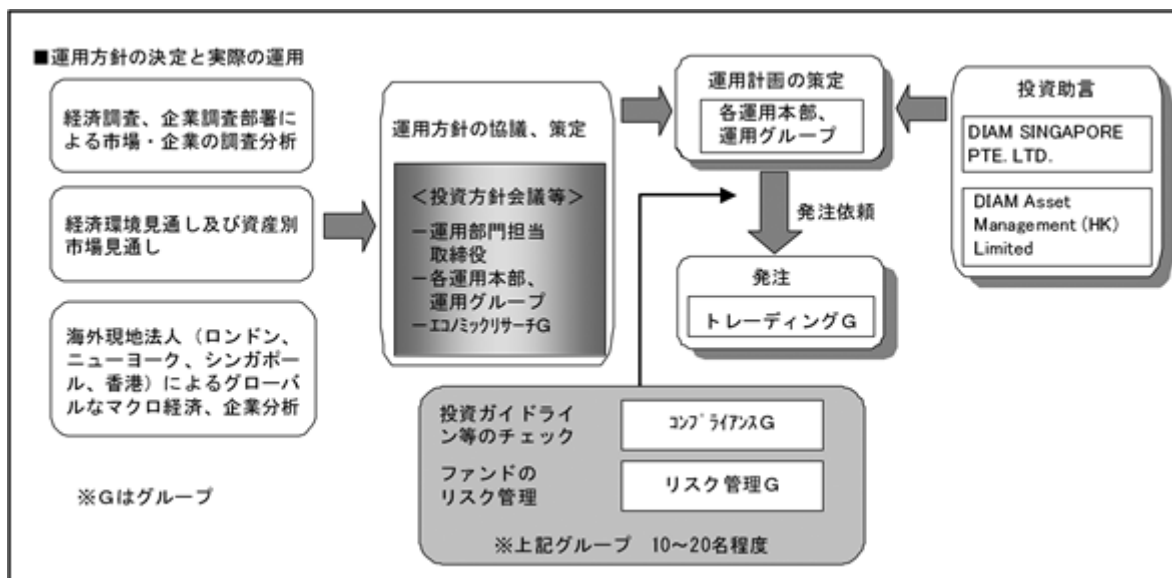 ■運用方針の決定と実際の運用
経済調査、企業調査部署に
よる市場・企業の調査分析
経済環境見通し及び資産別
市場見通し
海外現地法人（ロンドン、
ニューヨーク、シンガポー
ル、香港）によるグローバ
ルなマクロ経済、企業分析
※Gはグループ
運用方針の協議、策定
＜投資方針会議等＞
－運用部門担当
取締役
－各運用本部、
運用グループ
－ｴｺﾉﾐｯｸﾘｻｰﾁG
運用計画の策定
各運用本部、
運用グループ
発注依頼
発注
トレーディングG
投資助言
DIAM SINGAPORE
PTE. LTD.
DIAM Asset
Management (HK)
Limited
投資ガイドライ
ン等のチェック
ｺﾝﾌﾟﾗｲｱﾝｽG
ファンドの
リスク管理
リスク管理G
※上記グループ　10～20名程度